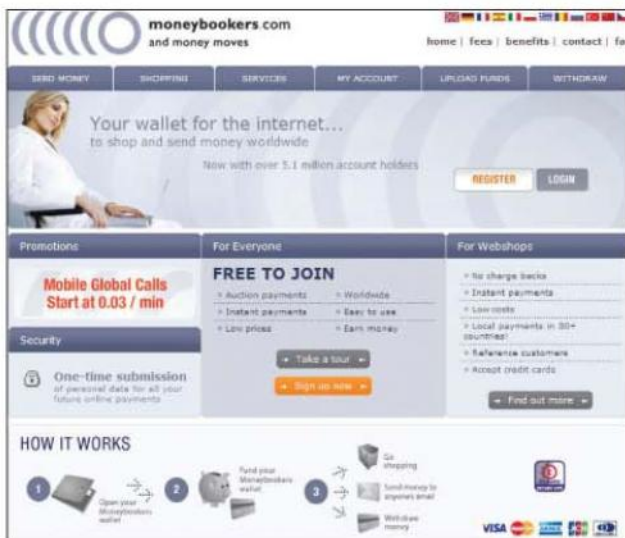 moneybookers.com
and money moves
home | fees | benefits | contact | fa
SEND MONEY SHOPPING SERVICES MY ACCOUNT UPLOAD FUNDS WITHDRAW
Your wallet for the internet...
to shop and send money worldwide
Now with over 5.1 million account holders
REGISTER LOGIN
Promotions
Mobile Global Calls
Start at 0.03 / min
Security
One-time submission
of personal data for all your
future online payments
For Everyone
FREE TO JOIN
Auction payments Worldwide
Instant payments Easy to use
Low prices Earn money
Take a tour
Sign up now
For Webshops
No charge backs
Instant payments
Low costs
Local payments in 30+
countries!
Reference customers
Accept credit cards
Find out more
HOW IT WORKS
1
Open your
Moneybookers
wallet
2
Fund your
Moneybookers
wallet
3
Go
shopping
Send money to
anyones email
Withdraw
money
VISA